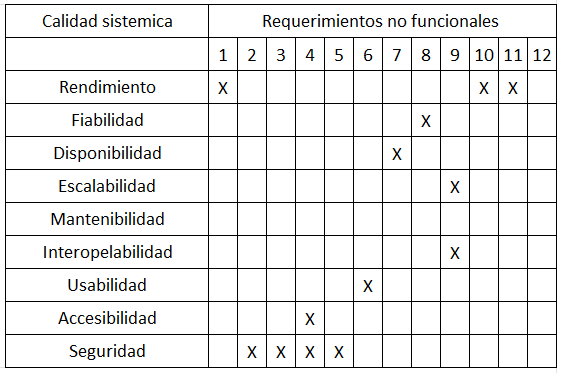 Calidad sistemica Requerimientos no funcionales
1 2 3 4 5 6 7 8 9 10 11 12
Rendimiento X X X
Fiabilidad X
Disponibilidad X
Escalabilidad X
Mantenibilidad
Interopelabilidad X
Usabilidad X
Accesibilidad X
Seguridad X X X X